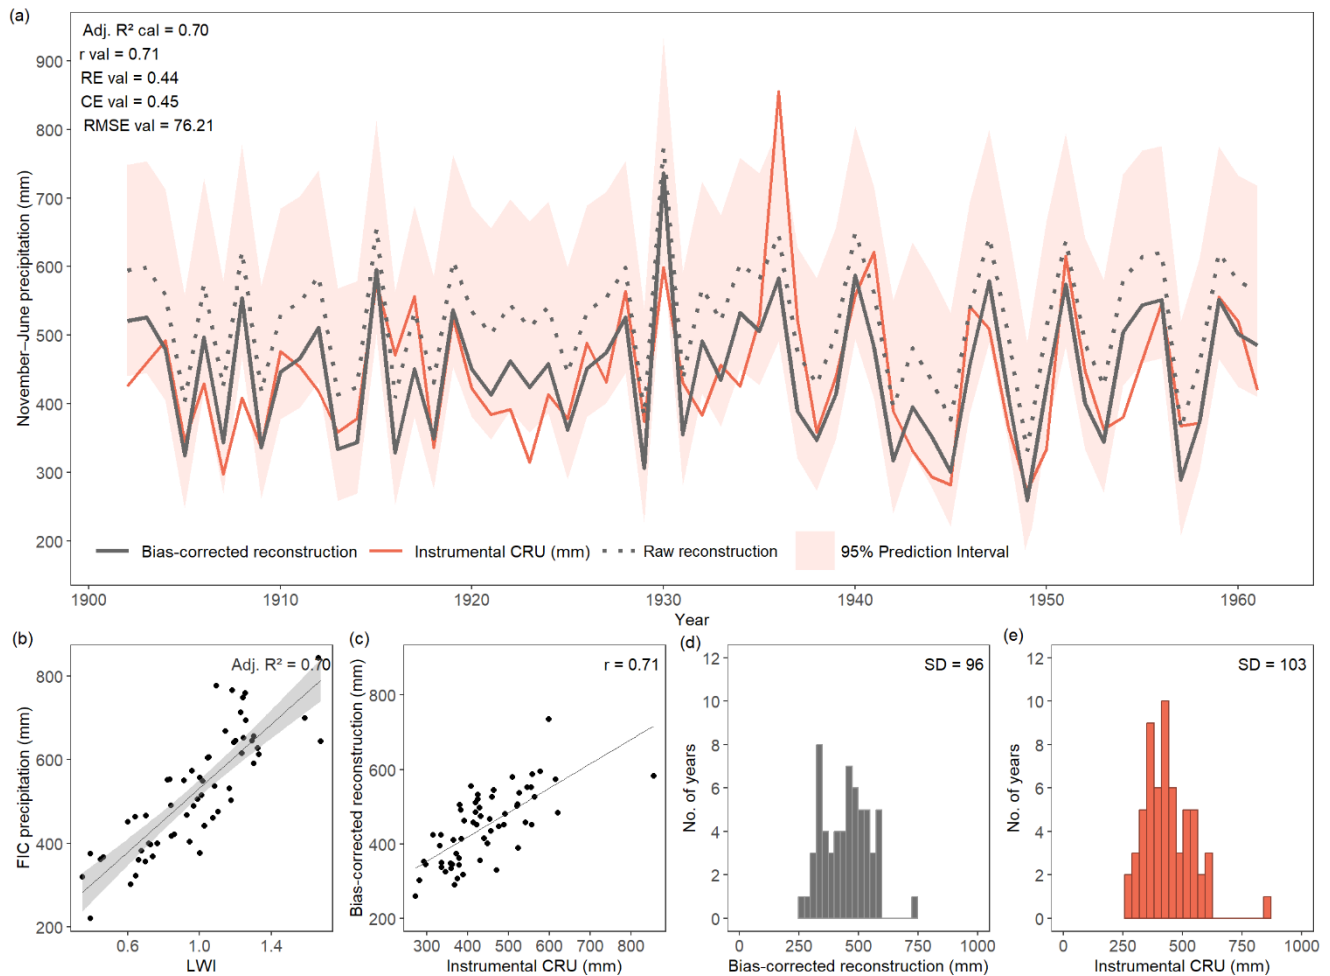 (a)
Adj. R² cal = 0.70
r val = 0.71
RE val = 0.44
CE val = 0.45
RMSE val = 76.21
November–June precipitation (mm)
900
800
700
600
500
400
300
200
Bias-corrected reconstruction
Instrumental CRU (mm)
Raw reconstruction
95% Prediction Interval
1900 1910 1920 1930 1940 1950 1960
Year
(b)
Adj. R² = 0.70
FIC precipitation (mm)
800
600
400
200
0.6 1.0 1.4
LWI
(c)
r = 0.71
Bias-corrected reconstruction (mm)
800
600
400
200
300 400 500 600 700 800
Instrumental CRU (mm)
(d)
SD = 96
No. of years
12
10
8
6
4
2
0
0 250 500 750 1000
Bias-corrected reconstruction (mm)
(e)
SD = 103
No. of years
12
10
8
6
4
2
0
0 250 500 750 1000
Instrumental CRU (mm)